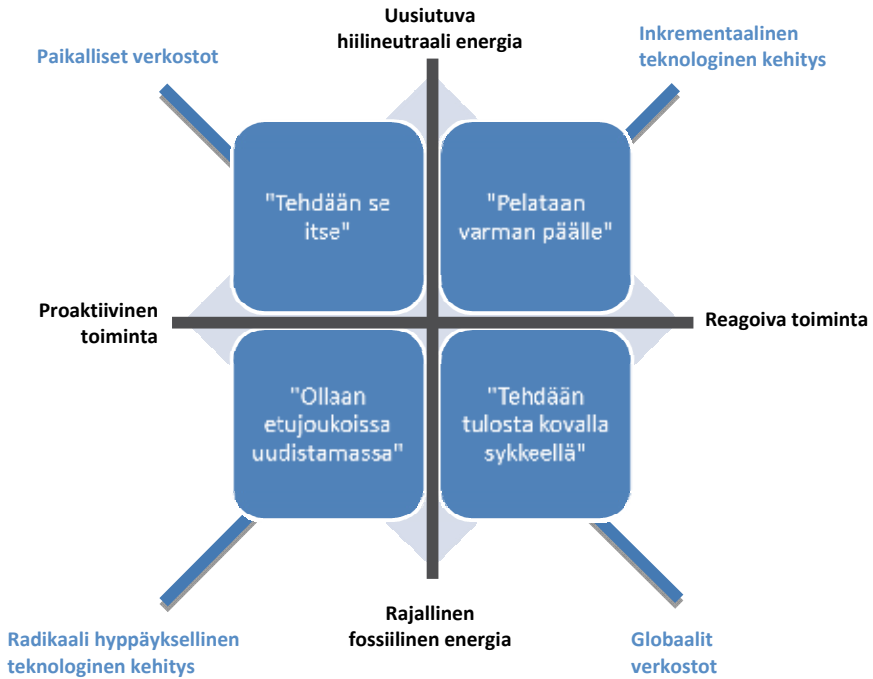 Uusiutuva
hiilineutraali energia
Paikalliset verkostot
Inkrementaalinen
teknologinen kehitys
"Tehdään se
itse"
"Pelataan
varman päälle"
Proaktiivinen
toiminta
Reagoiva toiminta
"Ollaan
etujoukoissa
uudistamassa"
"Tehdään
tulosta kovalla
sykkeellä"
Rajallinen
fossiilinen energia
Radikaali hyppäyksellinen
teknologinen kehitys
Globaalit
verkostot